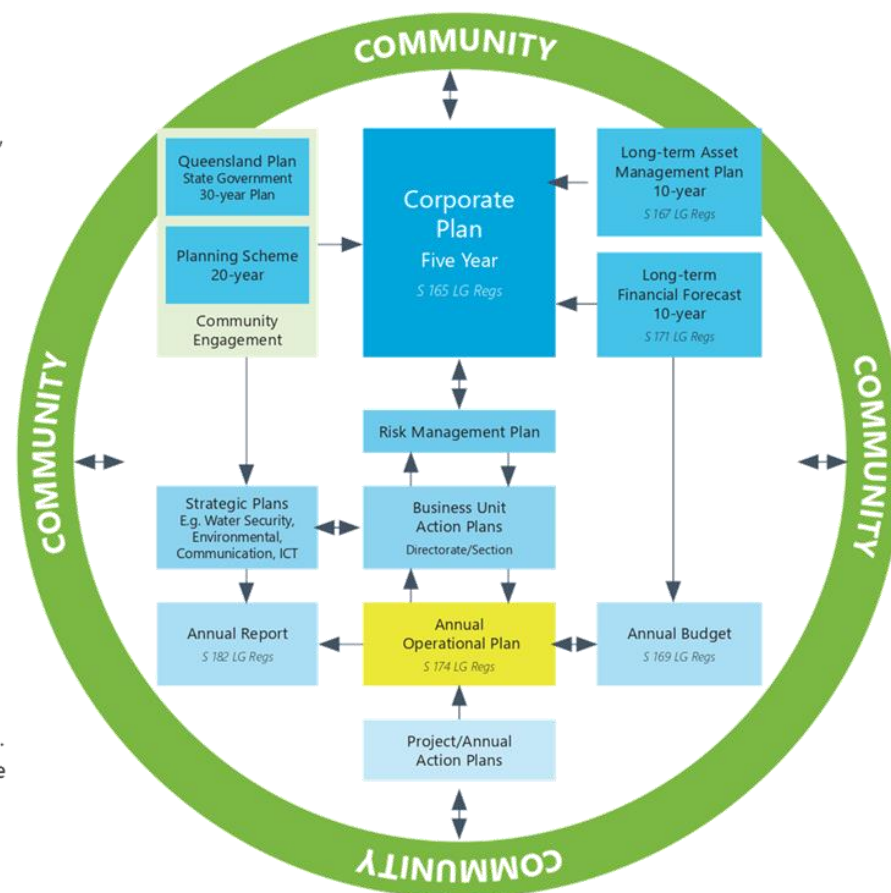 COMMUNITY
Queensland Plan
State Government
30-year Plan
Planning Scheme
20-year
Community
Engagement
Corporate
Plan
Five Year
S 165 LG Regs
Long-term Asset
Management Plan
10-year
S 167 LG Regs
Long-term
Financial Forecast
10-year
S 171 LG Regs
COMMUNITY
COMMUNITY
Risk Management Plan
Strategic Plans
E.g. Water Security,
Environmental,
Communication, ICT
Business Unit
Action Plans
Directorate/Section
Annual Report
S 182 LG Regs
Annual
Operational Plan
S 174 LG Regs
Annual Budget
S 169 LG Regs
Project/Annual
Action Plans
COMMUNITY